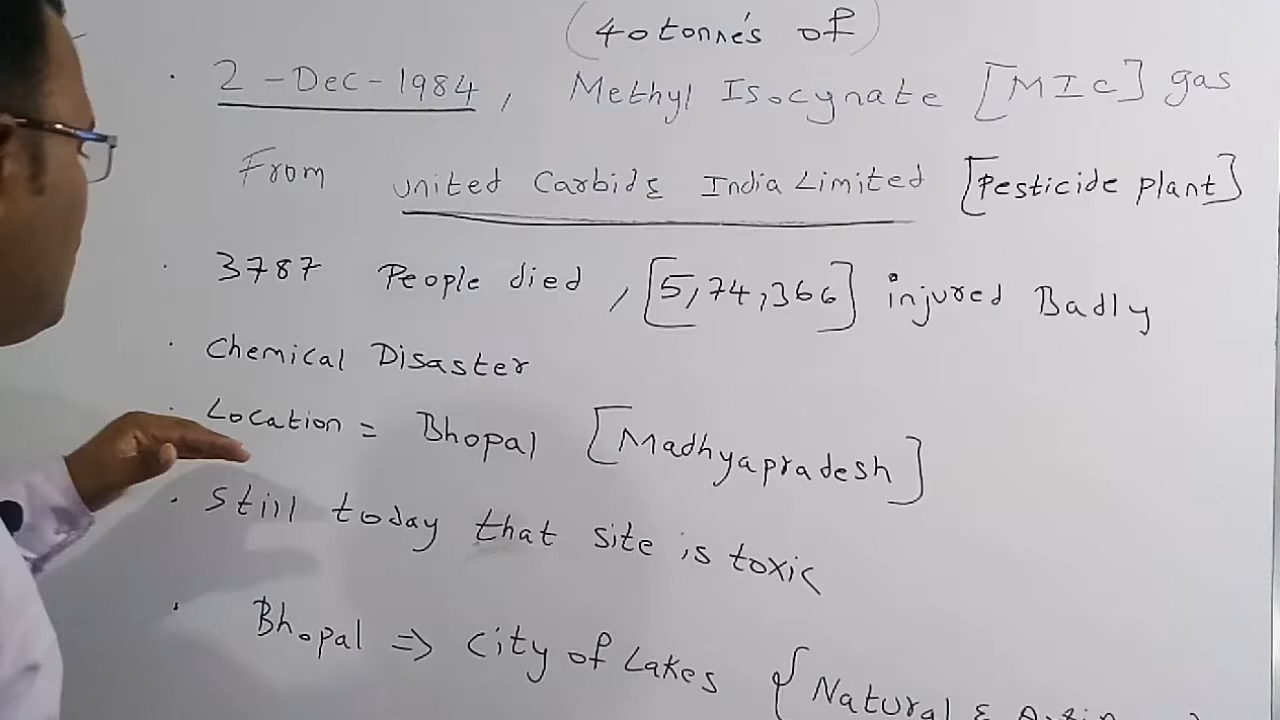 (40 tonne's of)
· 2-Dec-1984, Methyl Isocynate [MIc] gas
From united Carbide India Limited [Pesticide plant]
· 3787 People died, [5,74,366] injured Badly
· Chemical Disaster
· Location = Bhopal [Madhyapradesh]
· Still today that site is toxic
· Bhopal => City of Lakes { Natural &